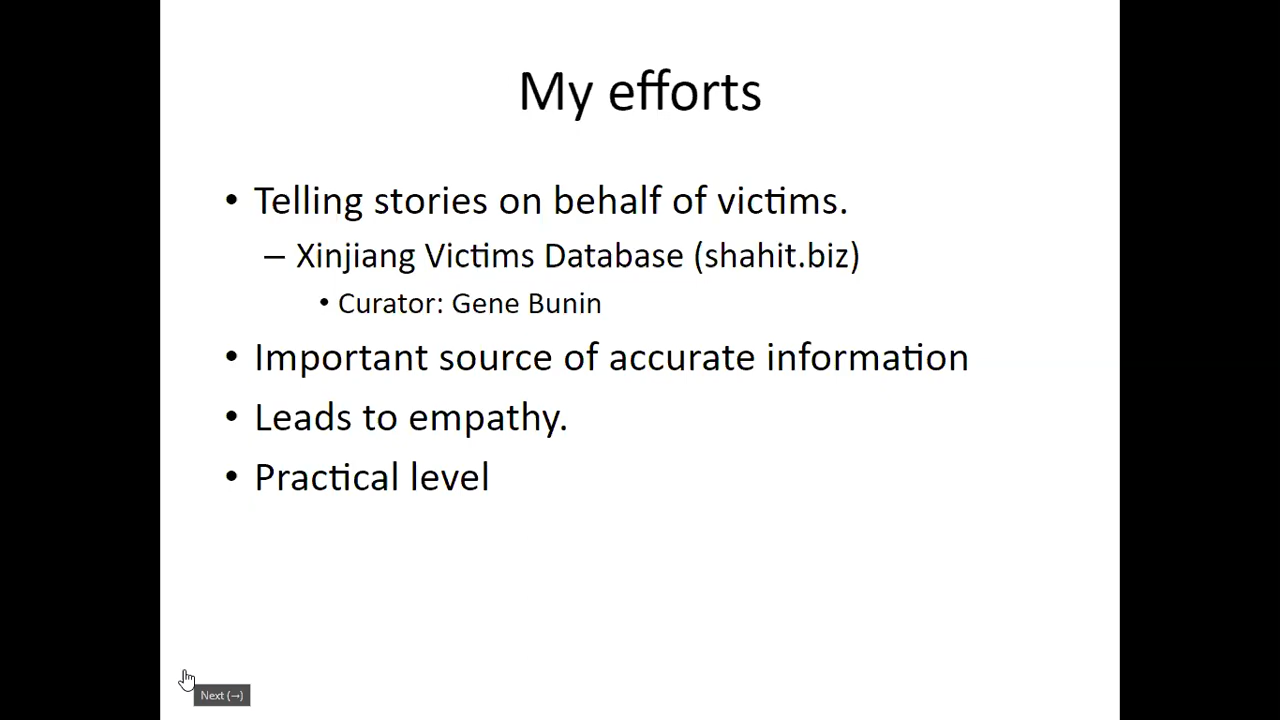 My efforts
• Telling stories on behalf of victims.
– Xinjiang Victims Database (shahit.biz)
• Curator: Gene Bunin
• Important source of accurate information
• Leads to empathy.
• Practical level
Next (→)